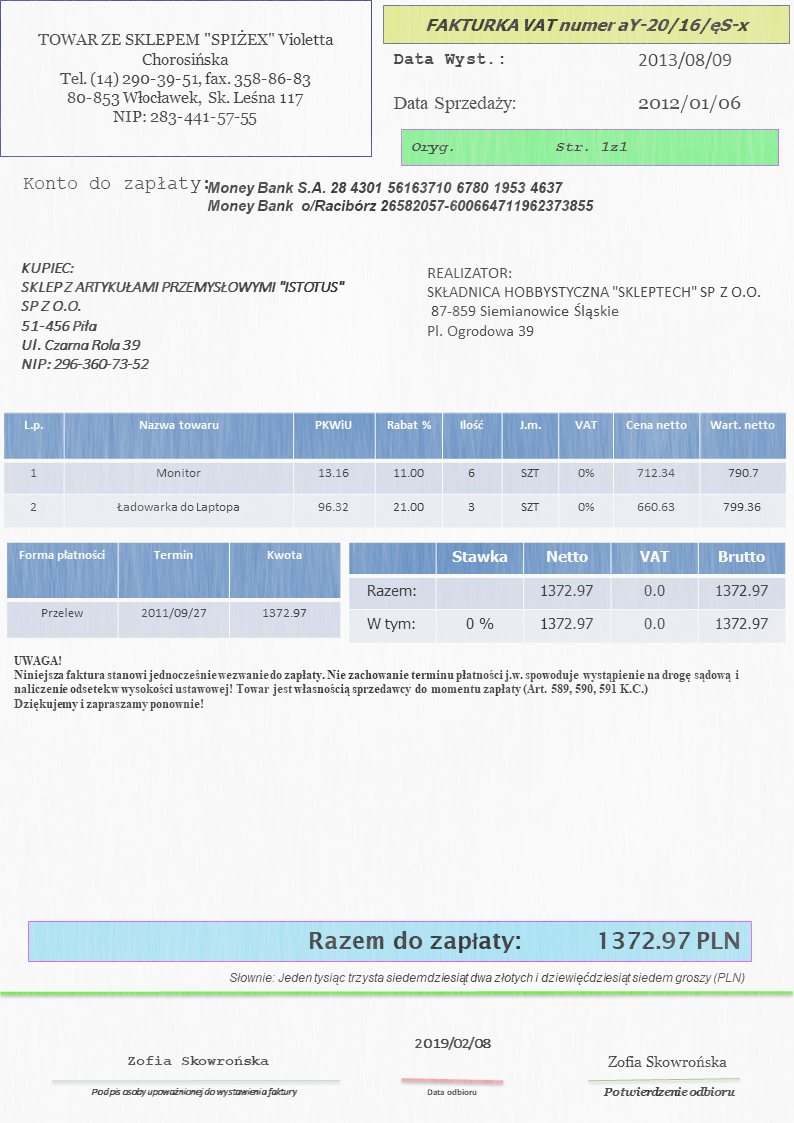 TOWAR ZE SKLEPEM "SPIŻEX" Violetta
Chorosińska
Tel. (14) 290-39-51, fax. 358-86-83
80-853 Włocławek, Sk. Leśna 117
NIP: 283-441-57-55
FAKTURKA VAT numer aY-20/16/ęS-x
Data Wyst.: 2013/08/09
Data Sprzedaży: 2012/01/06
Oryg. Str. 1z1
Konto do zapłaty: Money Bank S.A. 28 4301 56163710 6780 1953 4637
Money Bank o/Racibórz 26582057-600664711962373855
KUPIEC:
SKLEP Z ARTYKUŁAMI PRZEMYSŁOWYMI "ISTOTUS"
SP Z O.O.
51-456 Piła
Ul. Czarna Rola 39
NIP: 296-360-73-52
REALIZATOR:
SKŁADNICA HOBBYSTYCZNA "SKLEPTECH" SP Z O.O.
87-859 Siemianowice Śląskie
Pl. Ogrodowa 39
L.p. Nazwa towaru PKWiU Rabat % Ilość J.m. VAT Cena netto Wart. netto
1 Monitor 13.16 11.00 6 SZT 0% 712.34 790.7
2 Ładowarka do Laptopa 96.32 21.00 3 SZT 0% 660.63 799.36
Forma płatności Termin Kwota
Przelew 2011/09/27 1372.97
Stawka Netto VAT Brutto
Razem: 1372.97 0.0 1372.97
W tym: 0 % 1372.97 0.0 1372.97
UWAGA!
Niniejsza faktura stanowi jednocześnie wezwanie do zapłaty. Nie zachowanie terminu płatności j.w. spowoduje wystąpienie na drogę sądową i
naliczenie odsetek w wysokości ustawowej! Towar jest własnością sprzedawcy do momentu zapłaty (Art. 589, 590, 591 K.C.)
Dziękujemy i zapraszamy ponownie!
Razem do zapłaty: 1372.97 PLN
Słownie: Jeden tysiąc trzysta siedemdziesiąt dwa złotych i dziewięćdziesiąt siedem groszy (PLN)
Zofia Skowrońska
Podpis osoby upoważnionej do wystawienia faktury
2019/02/08
Data odbioru
Zofia Skowrońska
Potwierdzenie odbioru